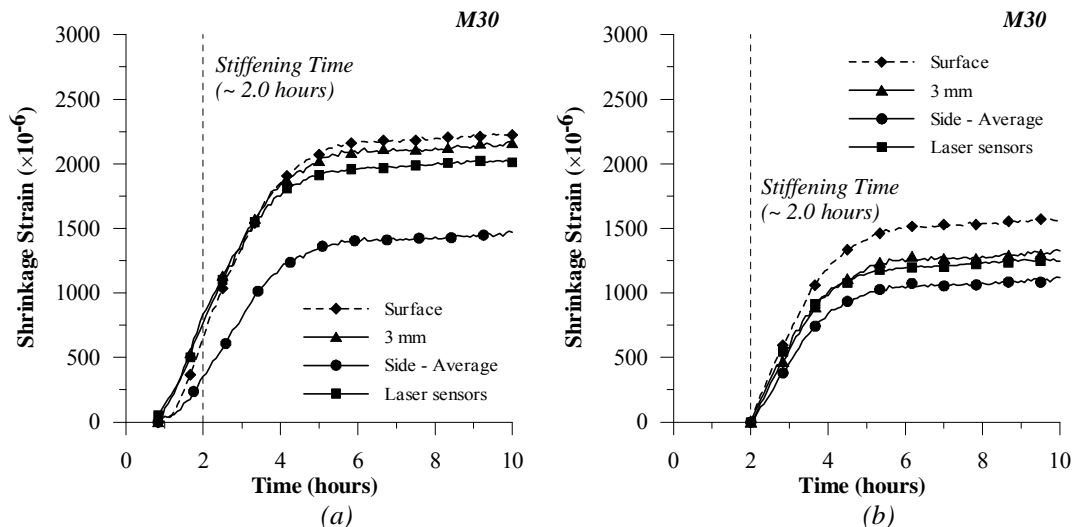 M30
3000
2500
2000
1500
1000
500
0
Shrinkage Strain (×10-6)
Stiffening Time
(~ 2.0 hours)
Surface
3 mm
Side - Average
Laser sensors
0 2 4 6 8 10
Time (hours)
(a)
M30
3000
2500
2000
1500
1000
500
0
Shrinkage Strain (×10-6)
Surface
3 mm
Side - Average
Laser sensors
Stiffening Time
(~ 2.0 hours)
0 2 4 6 8 10
Time (hours)
(b)